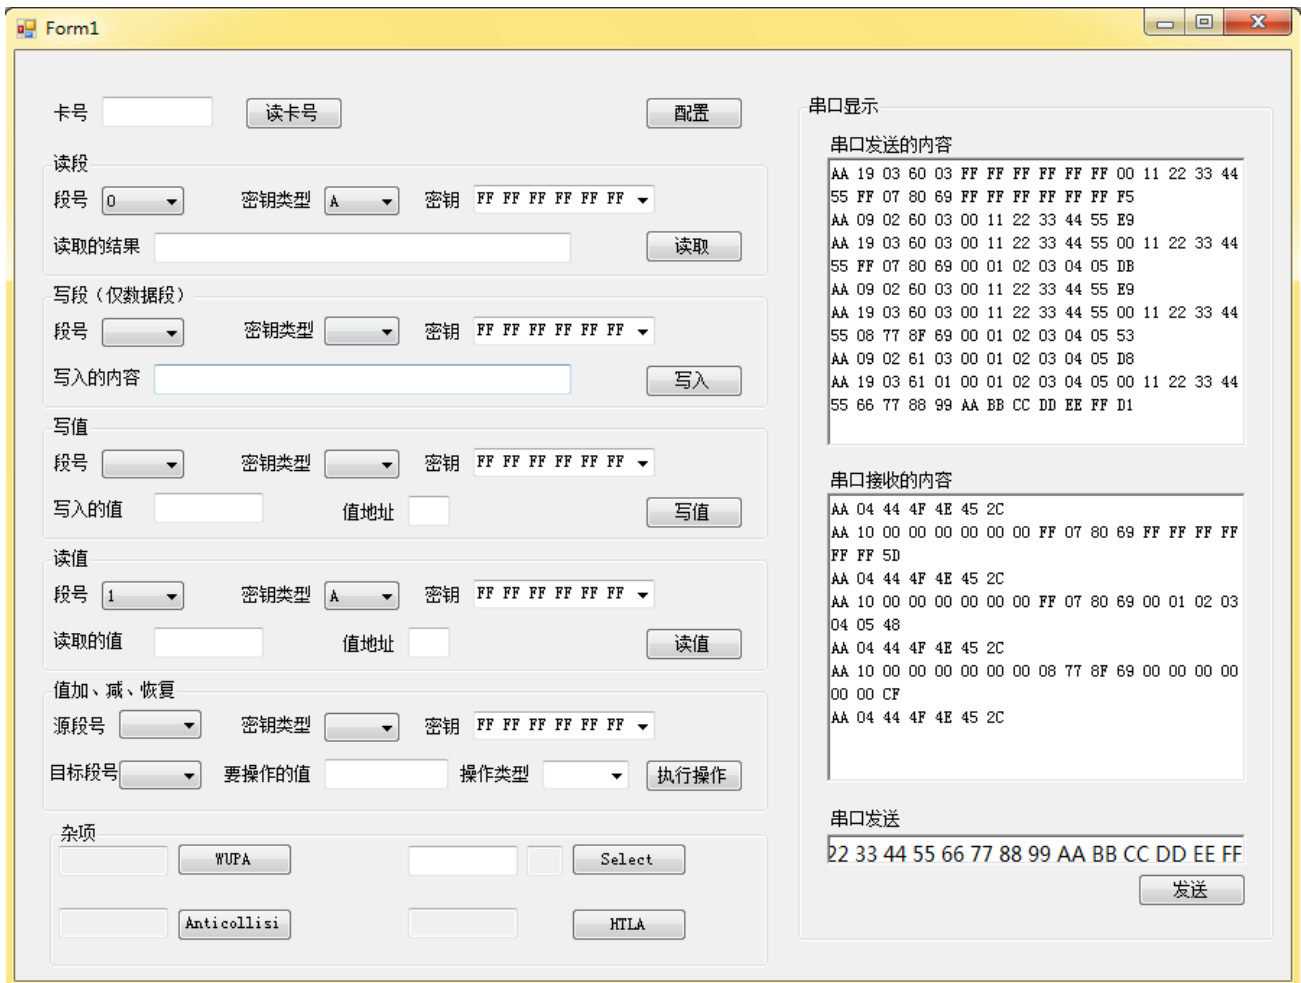 Form1
卡号 读卡号 配置
读段
段号 0 密钥类型 A 密钥 FF FF FF FF FF FF
读取的结果 读取
写段（仅数据段）
段号 密钥类型 密钥 FF FF FF FF FF FF
写入的内容 写入
写值
段号 密钥类型 密钥 FF FF FF FF FF FF
写入的值 值地址 写值
读值
段号 1 密钥类型 A 密钥 FF FF FF FF FF FF
读取的值 值地址 读值
值加、减、恢复
源段号 密钥类型 密钥 FF FF FF FF FF FF
目标段号 要操作的值 操作类型 执行操作
杂项
WUPA Select
Anticollisi HTLA
串口显示
串口发送的内容
AA 19 03 60 03 FF FF FF FF FF FF 00 11 22 33 44
55 FF 07 80 69 FF FF FF FF FF FF F5
AA 09 02 60 03 00 11 22 33 44 55 E9
AA 19 03 60 03 00 11 22 33 44 55 00 11 22 33 44
55 FF 07 80 69 00 01 02 03 04 05 DB
AA 09 02 60 03 00 11 22 33 44 55 E9
AA 19 03 60 03 00 11 22 33 44 55 00 11 22 33 44
55 08 77 8F 69 00 01 02 03 04 05 53
AA 09 02 61 03 00 01 02 03 04 05 D8
AA 19 03 61 01 00 01 02 03 04 05 00 11 22 33 44
55 66 77 88 99 AA BB CC DD EE FF D1
串口接收的内容
AA 04 44 4F 4E 45 2C
AA 10 00 00 00 00 00 00 FF 07 80 69 FF FF FF FF
FF FF 5D
AA 04 44 4F 4E 45 2C
AA 10 00 00 00 00 00 00 FF 07 80 69 00 01 02 03
04 05 48
AA 04 44 4F 4E 45 2C
AA 10 00 00 00 00 00 00 08 77 8F 69 00 00 00 00
00 00 CF
AA 04 44 4F 4E 45 2C
串口发送
22 33 44 55 66 77 88 99 AA BB CC DD EE FF
发送